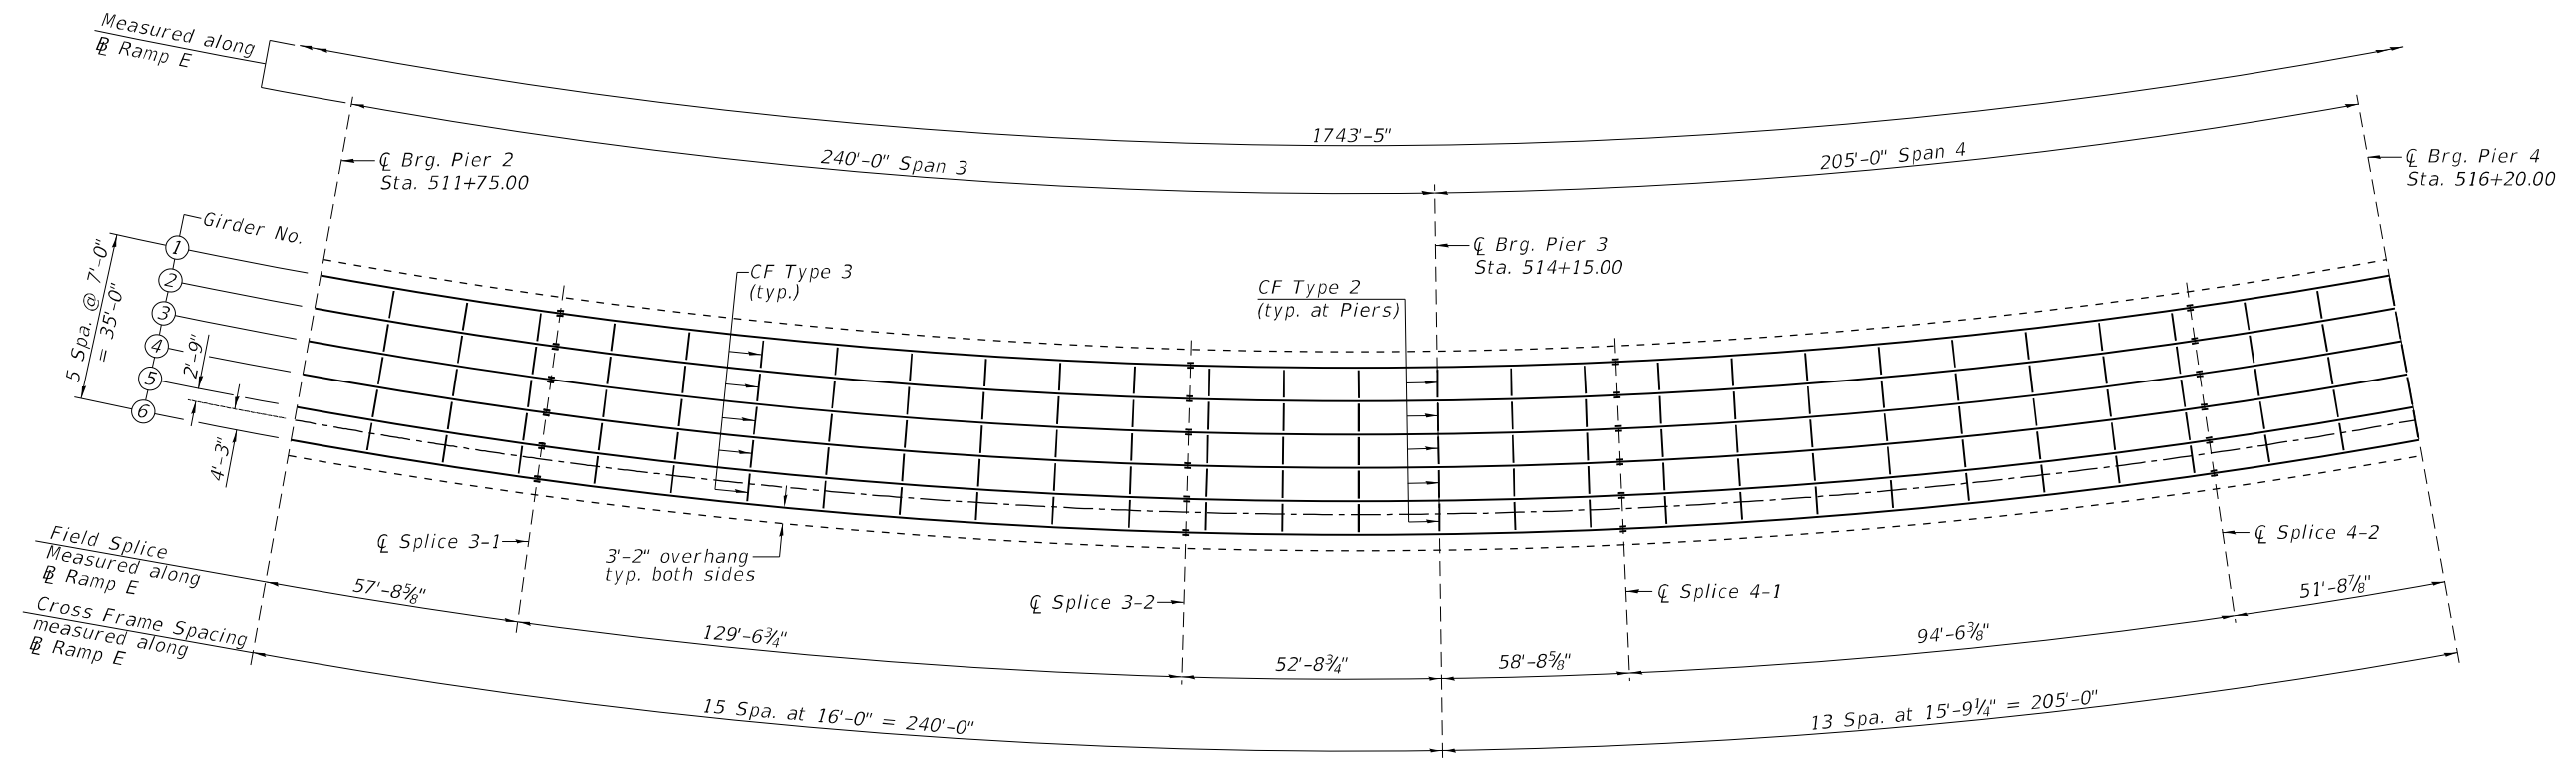 Measured along
℄ Ramp E
1743'-5"
240'-0" Span 3
205'-0" Span 4
℄ Brg. Pier 2
Sta. 511+75.00
℄ Brg. Pier 4
Sta. 516+20.00
Girder No.
℄ Brg. Pier 3
Sta. 514+15.00
1
2
3
4
5
6
5 Spa. @ 7'-0"
= 35'-0"
2'-9"
4'-3"
CF Type 3
(typ.)
CF Type 2
(typ. at Piers)
℄ Splice 3-1
3'-2" overhang
typ. both sides
℄ Splice 3-2
℄ Splice 4-1
℄ Splice 4-2
Field Splice
Measured along
℄ Ramp E
57'-8⅝"
129'-6¾"
52'-8¾"
58'-8⅝"
94'-6⅜"
51'-8⅞"
Cross Frame Spacing
measured along
℄ Ramp E
15 Spa. at 16'-0" = 240'-0"
13 Spa. at 15'-9¼" = 205'-0"